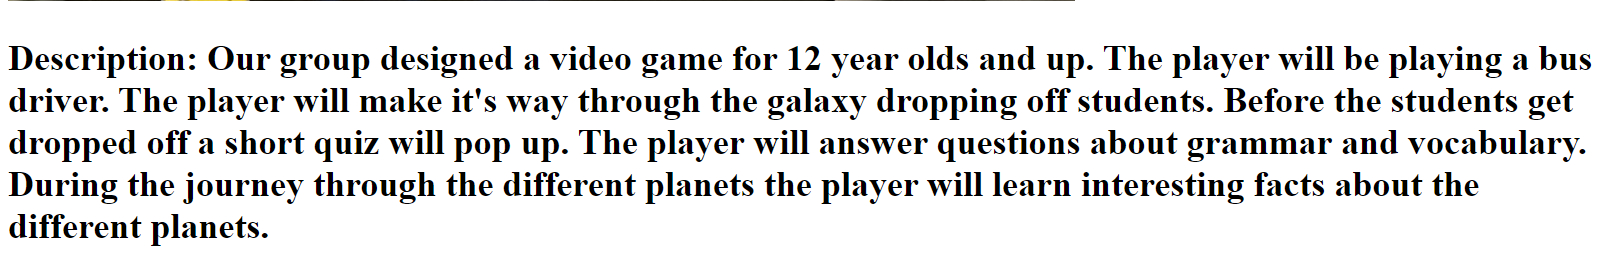 Description: Our group designed a video game for 12 year olds and up. The player will be playing a bus
driver. The player will make it's way through the galaxy dropping off students. Before the students get
dropped off a short quiz will pop up. The player will answer questions about grammar and vocabulary.
During the journey through the different planets the player will learn interesting facts about the
different planets.